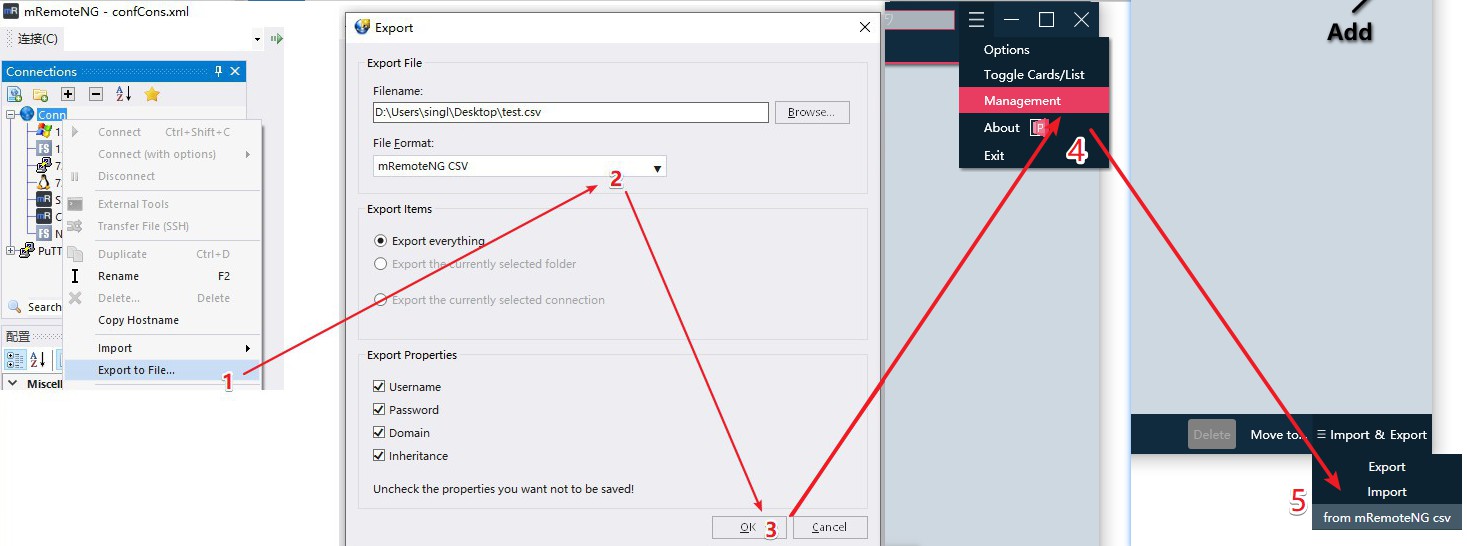 mRemoteNG - confCons.xml
连接(C)
Connections
Conn
1.
1.
7.
7.
S
C
N
PuTT
Connect Ctrl+Shift+C
Connect (with options)
Disconnect
External Tools
Transfer File (SSH)
Duplicate Ctrl+D
Rename F2
Delete... Delete
Copy Hostname
Import
Export to File...
1
Search
配置
Miscell
Export
Export File
Filename:
D:\Users\singl\Desktop\test.csv
Browse...
File Format:
mRemoteNG CSV
2
Export Items
Export everything
Export the currently selected folder
Export the currently selected connection
Export Properties
Username
Password
Domain
Inheritance
Uncheck the properties you want not to be saved!
OK 3 Cancel
Options
Toggle Cards/List
Management
About P
Exit
4
Add
Delete Move to... Import & Export
Export
Import
5 from mRemoteNG csv